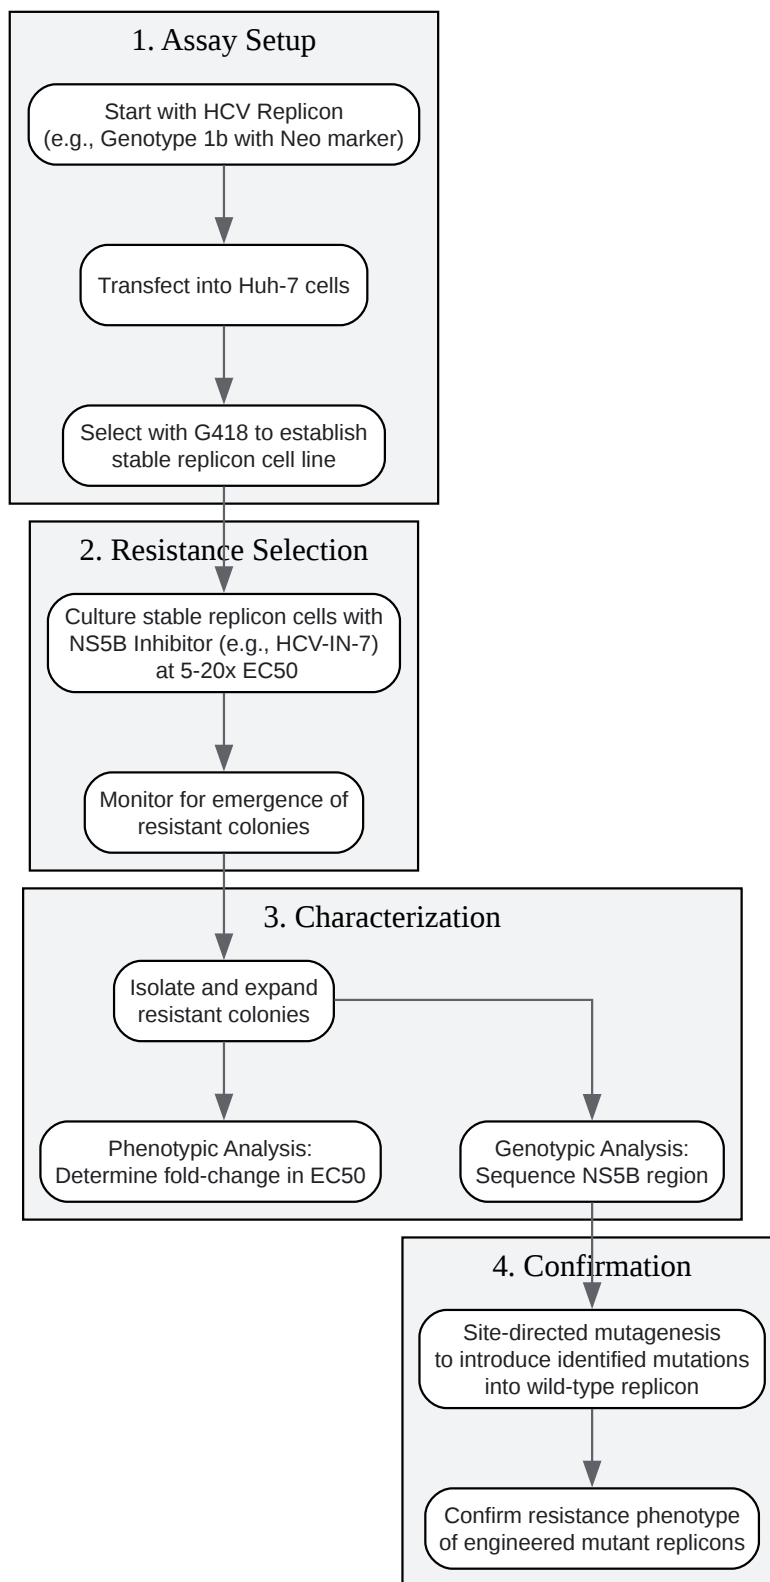 1. Assay Setup
Start with HCV Replicon
(e.g., Genotype 1b with Neo marker)
Transfect into Huh-7 cells
Select with G418 to establish
stable replicon cell line
2. Resistance Selection
Culture stable replicon cells with
NS5B Inhibitor (e.g., HCV-IN-7)
at 5-20x EC50
Monitor for emergence of
resistant colonies
3. Characterization
Isolate and expand
resistant colonies
Phenotypic Analysis:
Determine fold-change in EC50
Genotypic Analysis:
Sequence NS5B region
4. Confirmation
Site-directed mutagenesis
to introduce identified mutations
into wild-type replicon
Confirm resistance phenotype
of engineered mutant replicons